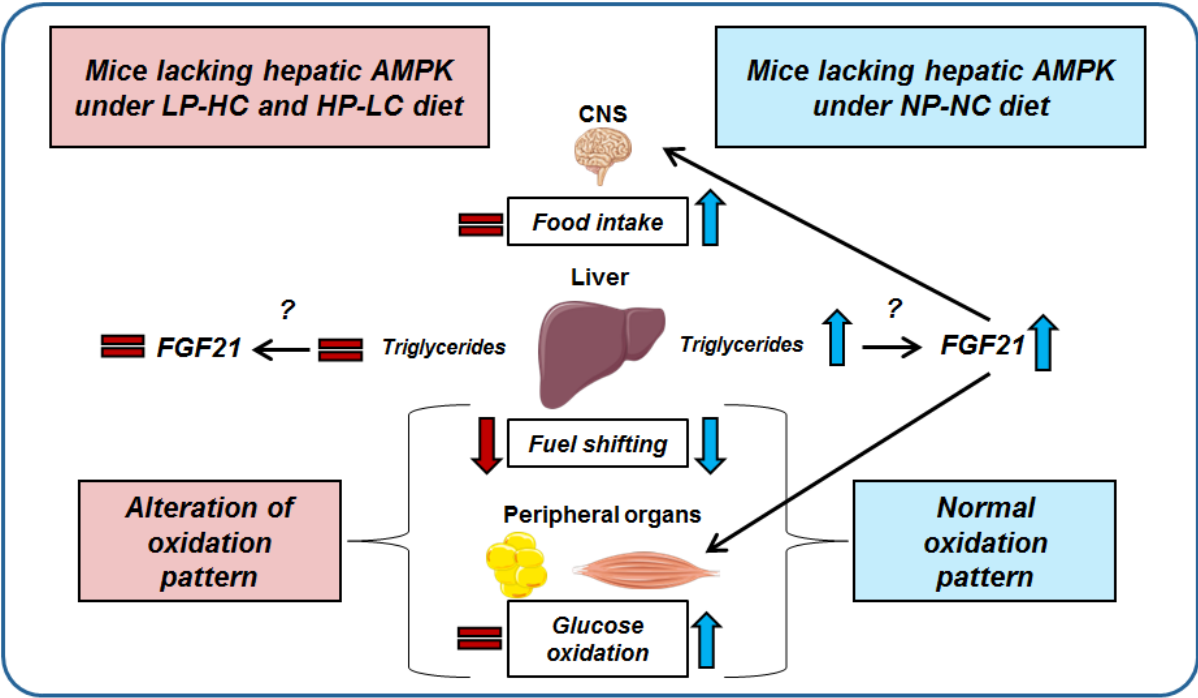 Mice lacking hepatic AMPK
under LP-HC and HP-LC diet
Mice lacking hepatic AMPK
under NP-NC diet
CNS
Food intake
Liver
?
?
FGF21
Triglycerides
Triglycerides
FGF21
Fuel shifting
Alteration of
oxidation
pattern
Peripheral organs
Normal
oxidation
pattern
Glucose
oxidation